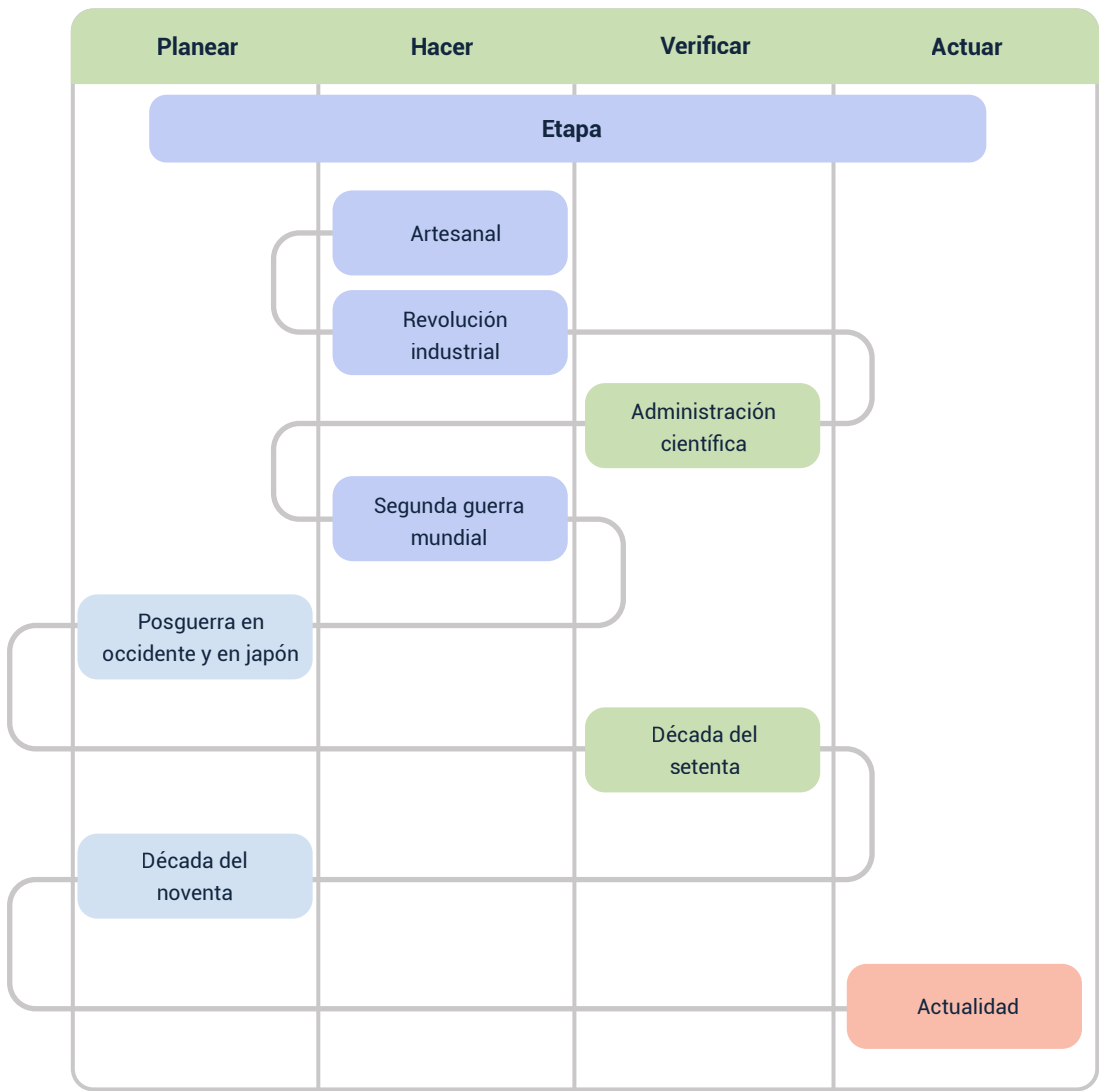 Planear
Hacer
Verificar
Actuar
Etapa
Artesanal
Revolución
industrial
Administración
científica
Segunda guerra
mundial
Posguerra en
occidente y en japón
Década del
setenta
Década del
noventa
Actualidad